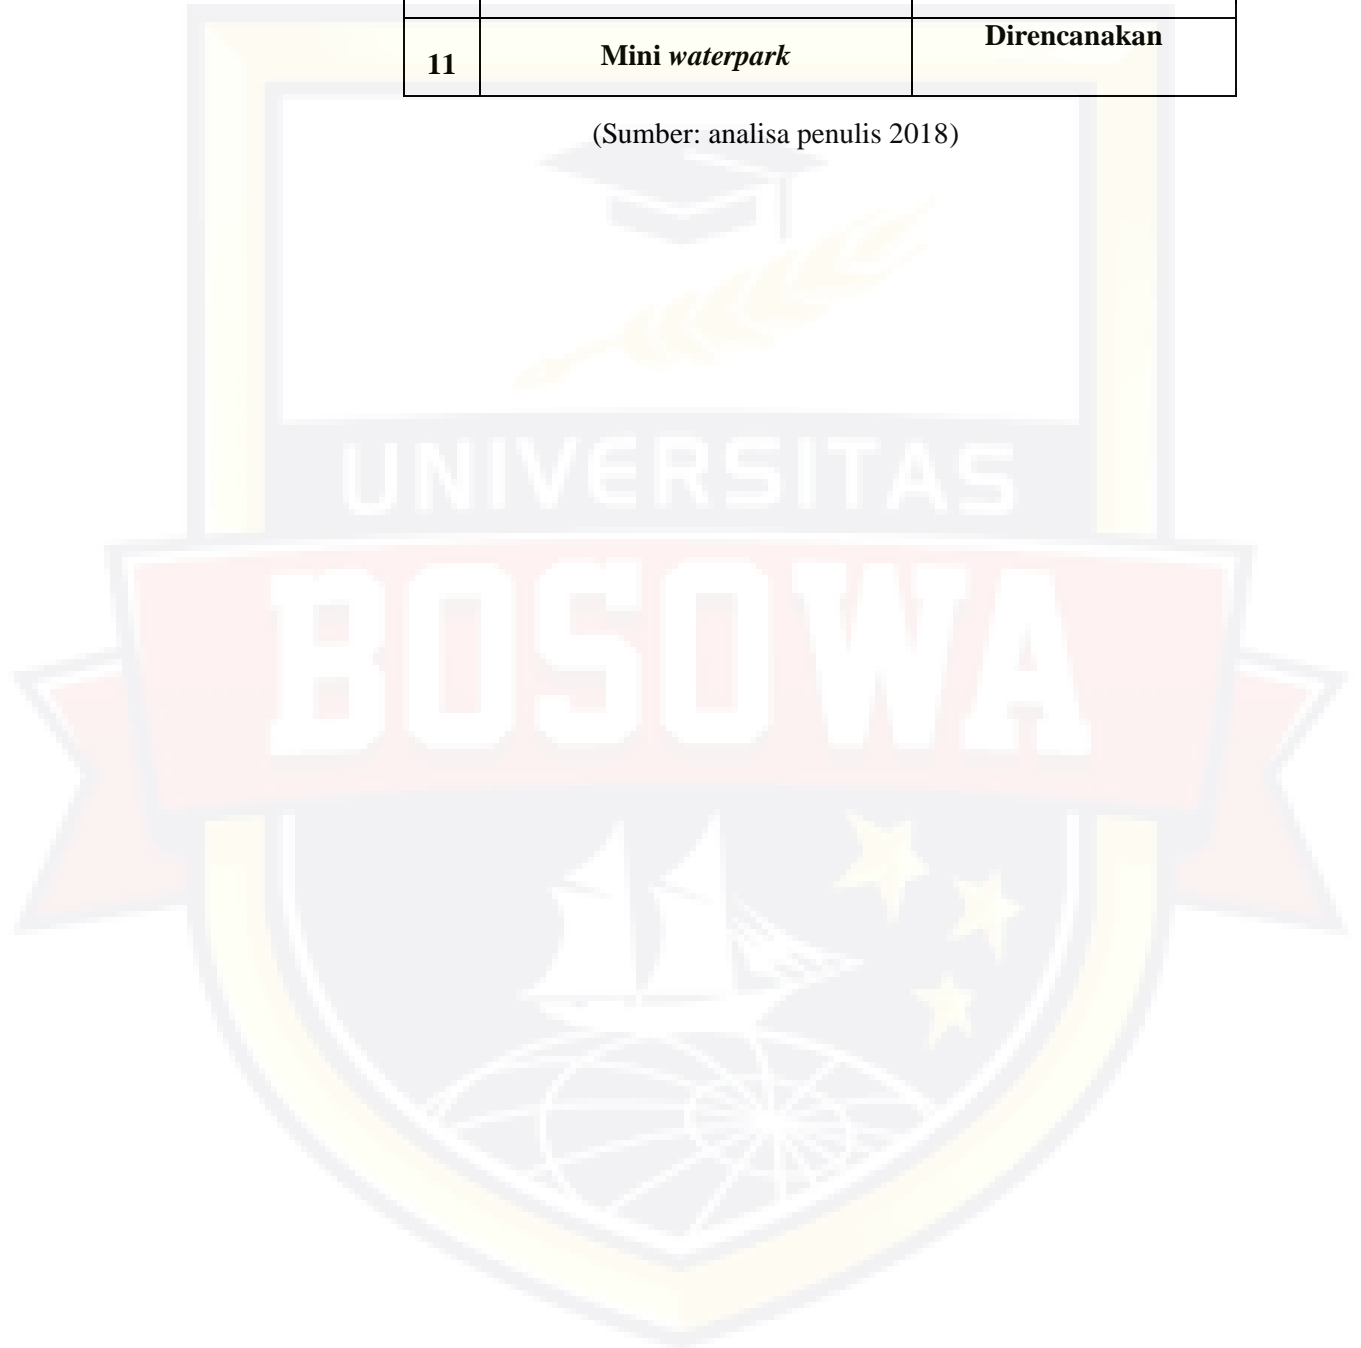 11 Mini waterpark Direncanakan
(Sumber: analisa penulis 2018)
UNIVERSITAS
BOSOWA